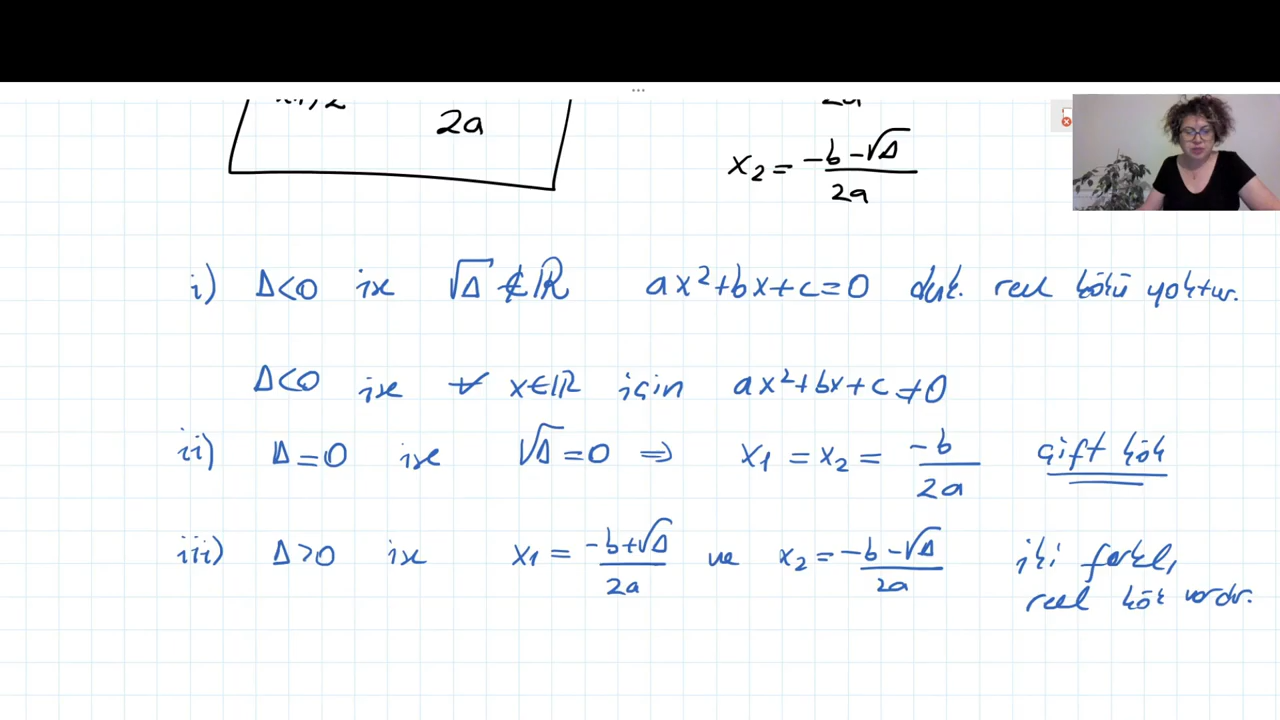 2a
x₂ = (-b - √Δ) / 2a
i) Δ<0 ise √Δ ∉ ℝ ax²+bx+c=0 denk. reel kökü yoktur.
Δ<0 ise ∀ x∈ℝ için ax²+bx+c≠0
ii) Δ=0 ise √Δ=0 ⇒ x₁ = x₂ = -b / 2a çift kök
iii) Δ>0 ise x₁ = (-b+√Δ) / 2a ve x₂ = (-b-√Δ) / 2a iki farklı
reel kök vardır.